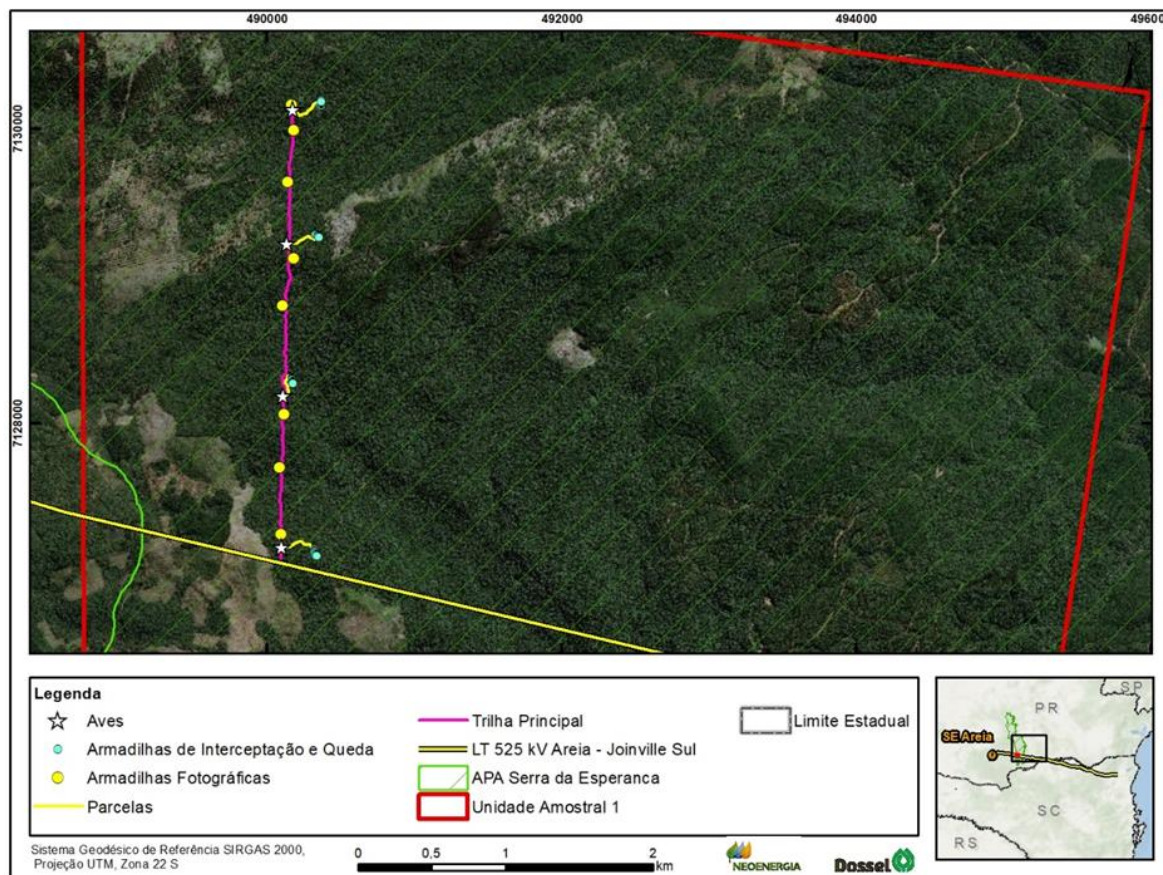 490000
492000
494000
496000
7130000
7128000
Legenda
Aves
Armadilhas de Interceptação e Queda
Armadilhas Fotográficas
Parcelas
Trilha Principal
LT 525 kV Areia - Joinville Sul
APA Serra da Esperanca
Unidade Amostral 1
Limite Estadual
SP
PR
SE Areia
SC
RS
Sistema Geodésico de Referência SIRGAS 2000,
Projeção UTM, Zona 22 S
0 0,5 1 2
km
NEOENERGIA
Dossel